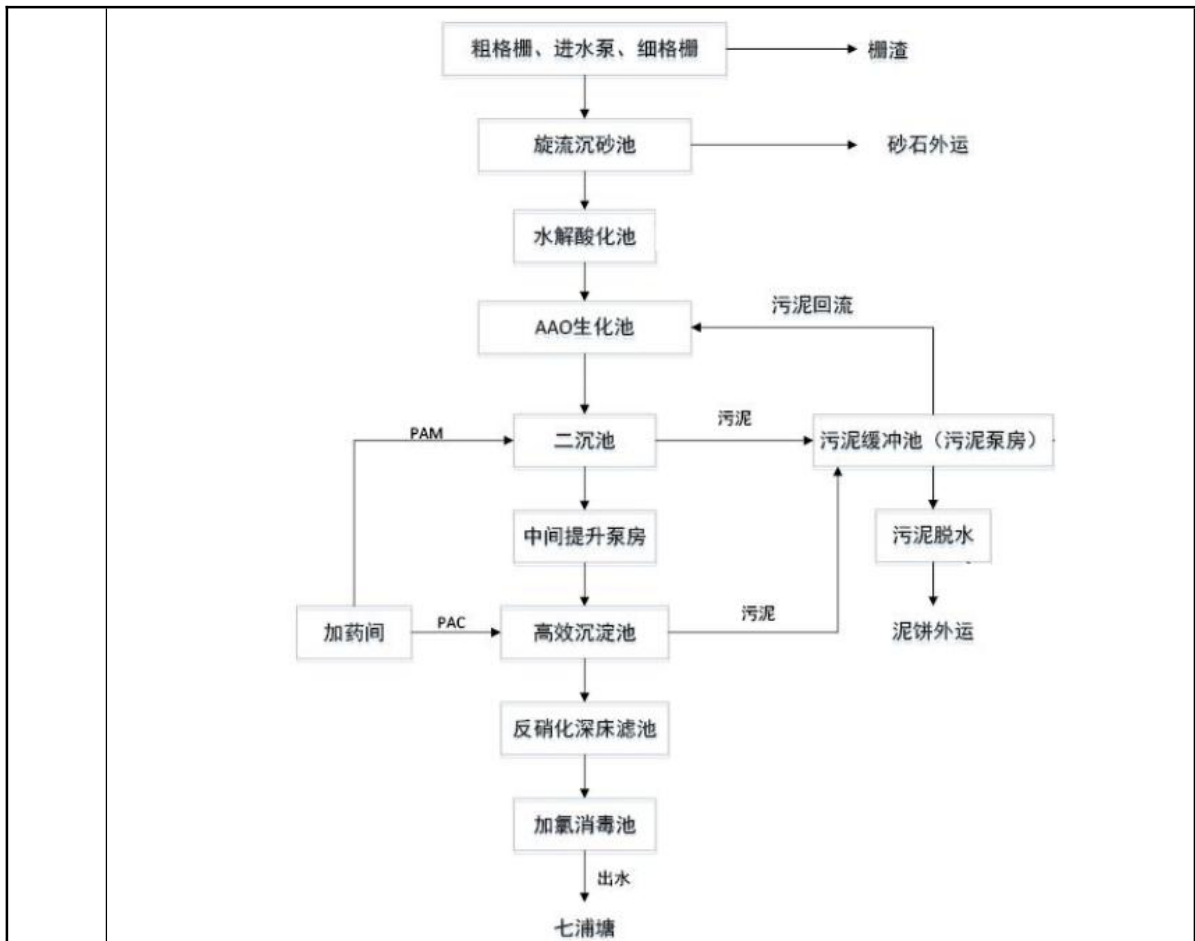 粗格栅、进水泵、细格栅
栅渣
旋流沉砂池
砂石外运
水解酸化池
污泥回流
AAO生化池
PAM
二沉池
污泥
污泥缓冲池（污泥泵房）
中间提升泵房
污泥脱水
加药间
PAC
高效沉淀池
污泥
泥饼外运
反硝化深床滤池
加氯消毒池
出水
七浦塘